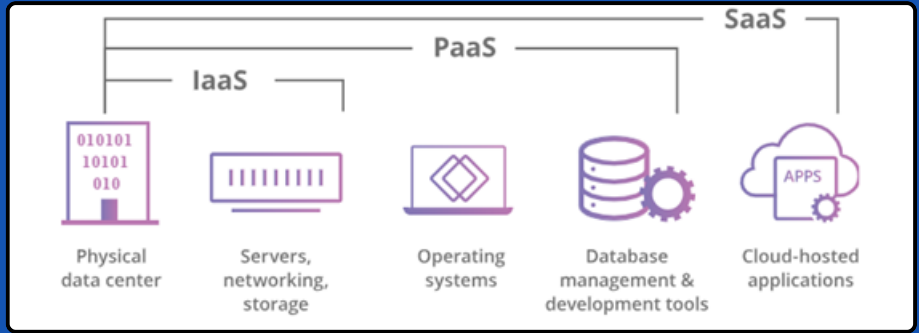 SaaS
PaaS
IaaS
010101
10101
010
APPS
Physical
data center
Servers,
networking,
storage
Operating
systems
Database
management &
development tools
Cloud-hosted
applications